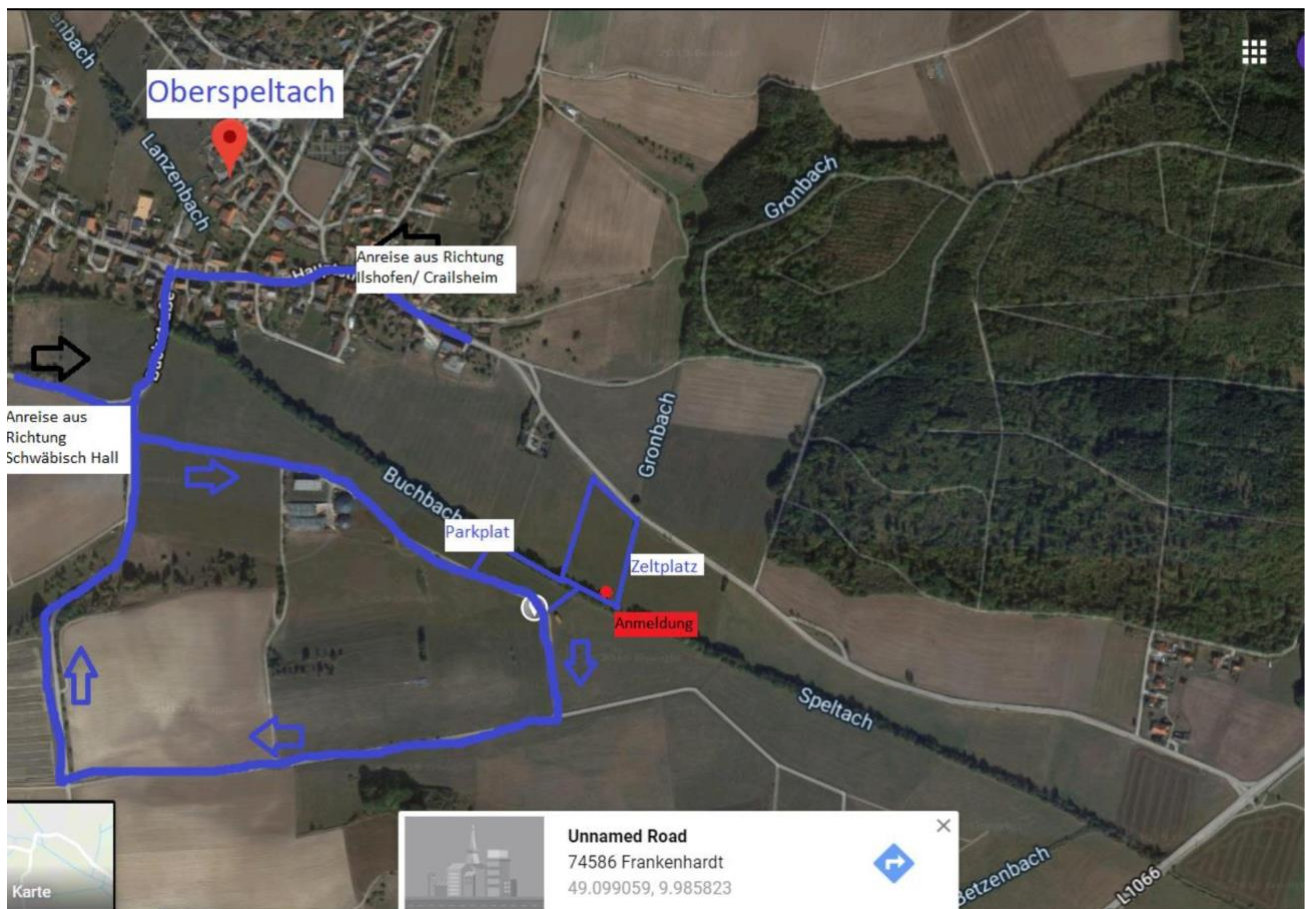 Oberspeltach
Lanzenbach
Gronbach
Anreise aus Richtung
Ilshofen/ Crailsheim
Anreise aus
Richtung
Schwäbisch Hall
Gronbach
Buchbach
Parkplat
Zeltplatz
Anmeldung
Speltach
Unnamed Road
74586 Frankenhardt
49.099059, 9.985823
Karte
Betzenbach
L1066